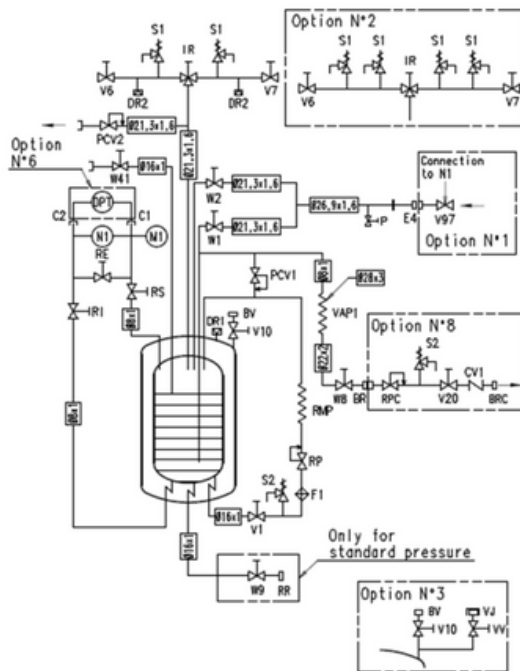 Option N°2
S1
S1
IR
V6
V7
DR2
DR2
S1
S1
S1
S1
IR
V6
V7
PCV2
Ø21,3x1,6
Ø21,3x1,6
Option
N°6
W41
Ø16x1
DPT
C2
C1
N1
M1
RE
IRI
RS
Ø8x1
Ø8x1
W2
Ø21,3x1,6
W1
Ø21,3x1,6
Ø26,9x1,6
P
Connection
to N1
E4
V97
Option N°1
PCV1
Ø8x1
Ø28x3
VAP1
Ø22x2
DR1
BV
V10
Option N°8
S2
CV1
W8
BR
RPC
V20
BRC
RMP
RP
S2
F1
Ø16x1
V1
Ø16x1
Only for
standard pressure
W9
RR
Option N°3
BV
VJ
V10
VV